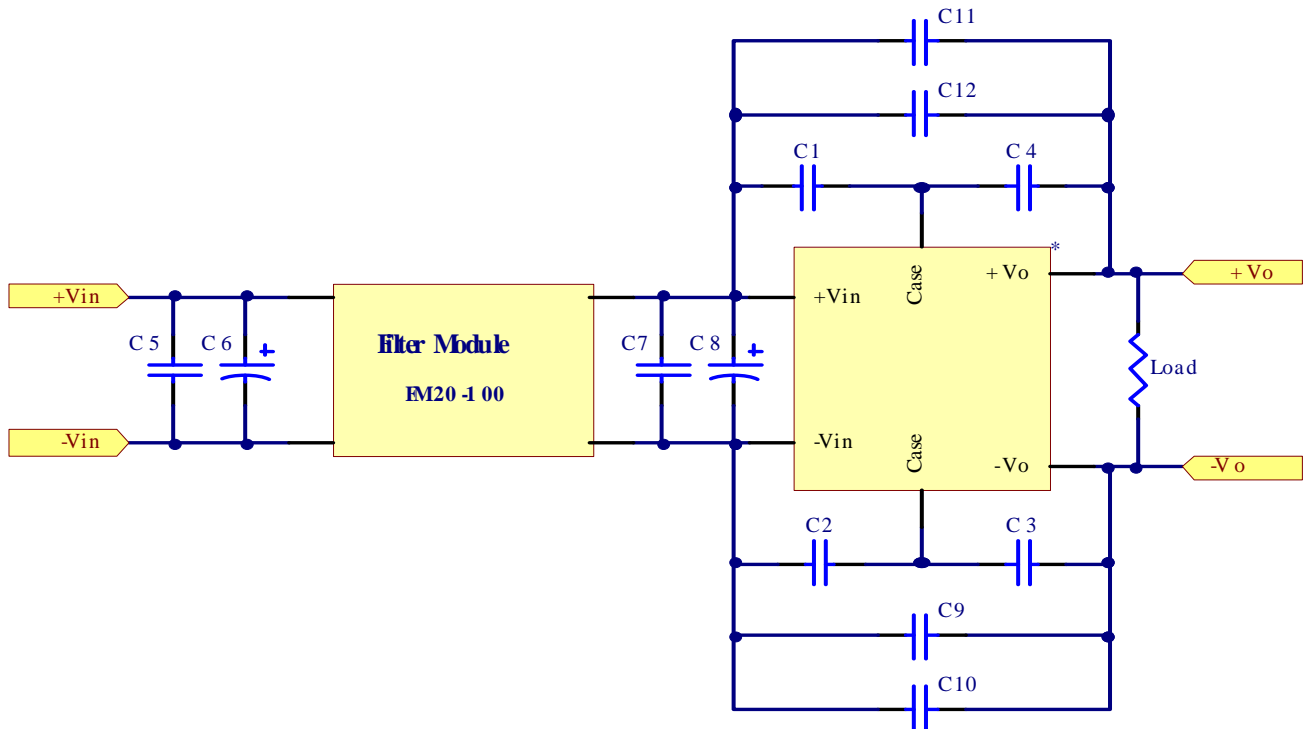 C11
C12
C1
C4
*
+Vin
Case
+Vo
+Vo
+Vin
C5
C6
+
Filter Module
FM20-100
C7
C8
+
Load
-Vin
-Vin
Case
-Vo
-Vo
C2
C3
C9
C10